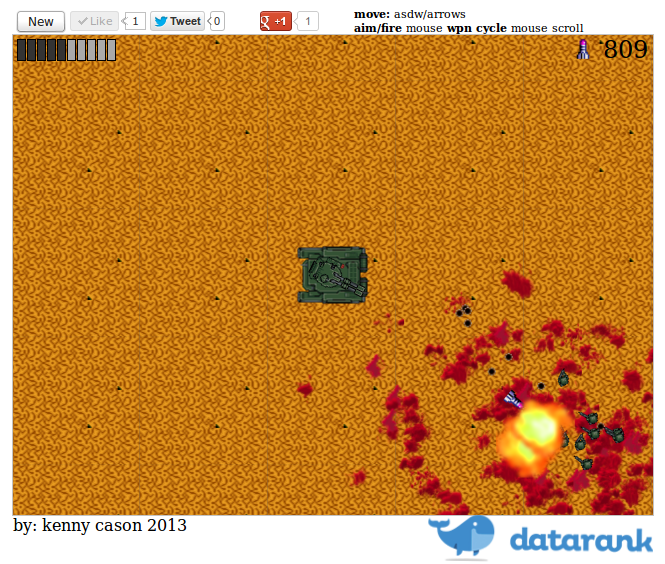 New Like 1 Tweet 0 +1 1
move: asdw/arrows
aim/fire mouse wpn cycle mouse scroll
809
by: kenny cason 2013
datarank